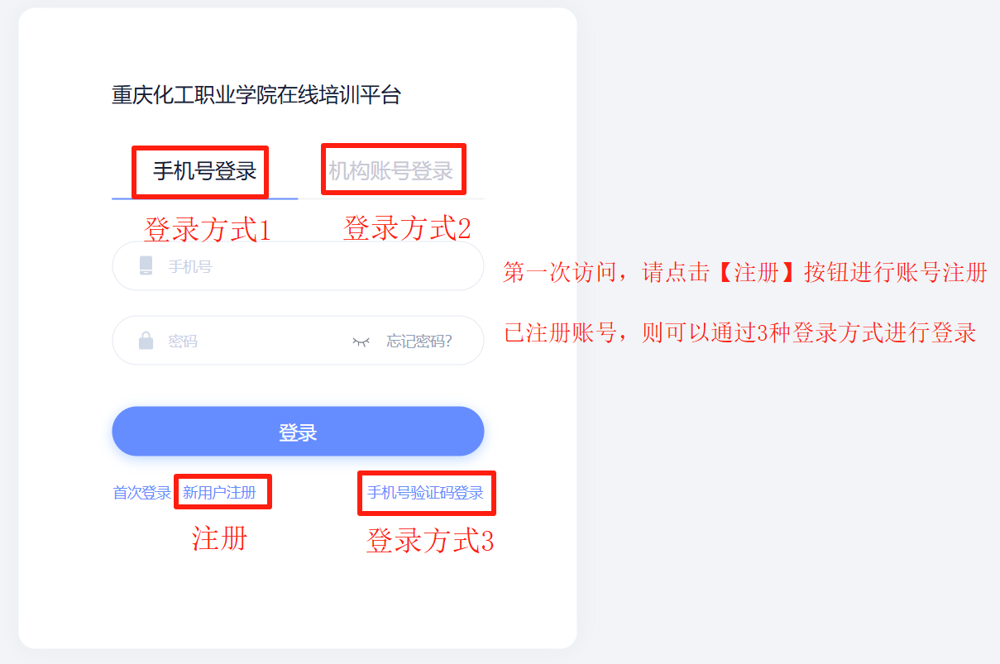 重庆化工职业学院在线培训平台
手机号登录 机构账号登录
登录方式1 登录方式2
手机号
第一次访问，请点击【注册】按钮进行账号注册
已注册账号，则可以通过3种登录方式进行登录
密码 忘记密码?
登录
首次登录 新用户注册 手机号验证码登录
注册 登录方式3